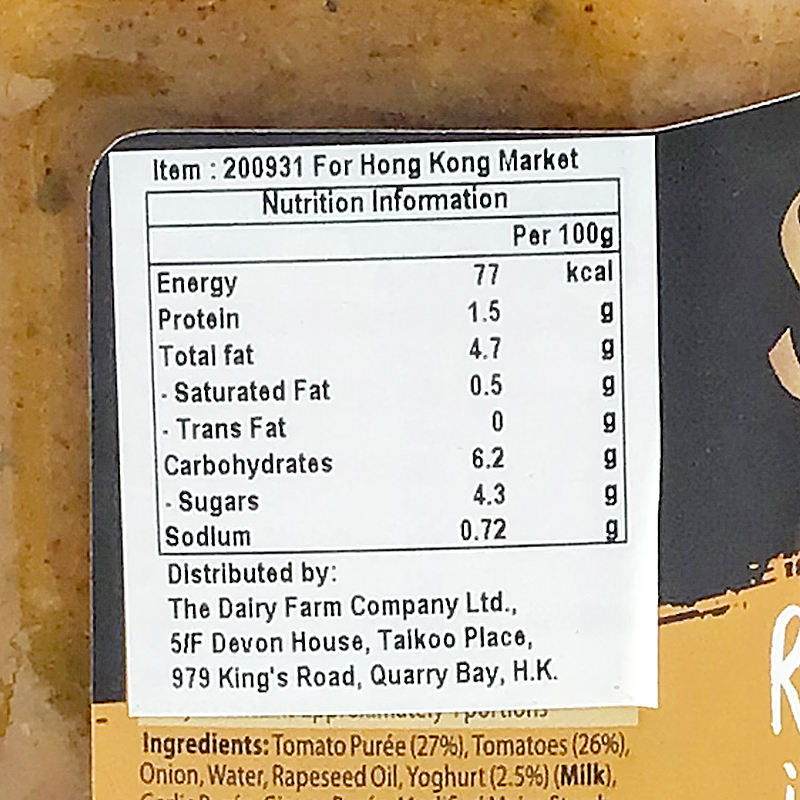 Item : 200931 For Hong Kong Market
Nutrition Information
Per 100g
Energy 77 kcal
Protein 1.5 g
Total fat 4.7 g
- Saturated Fat 0.5 g
- Trans Fat 0 g
Carbohydrates 6.2 g
- Sugars 4.3 g
Sodium 0.72 g
Distributed by:
The Dairy Farm Company Ltd.,
5/F Devon House, Taikoo Place,
979 King's Road, Quarry Bay, H.K.
approximately 4 portions
Ingredients: Tomato Purée (27%), Tomatoes (26%),
Onion, Water, Rapeseed Oil, Yoghurt (2.5%) (Milk),